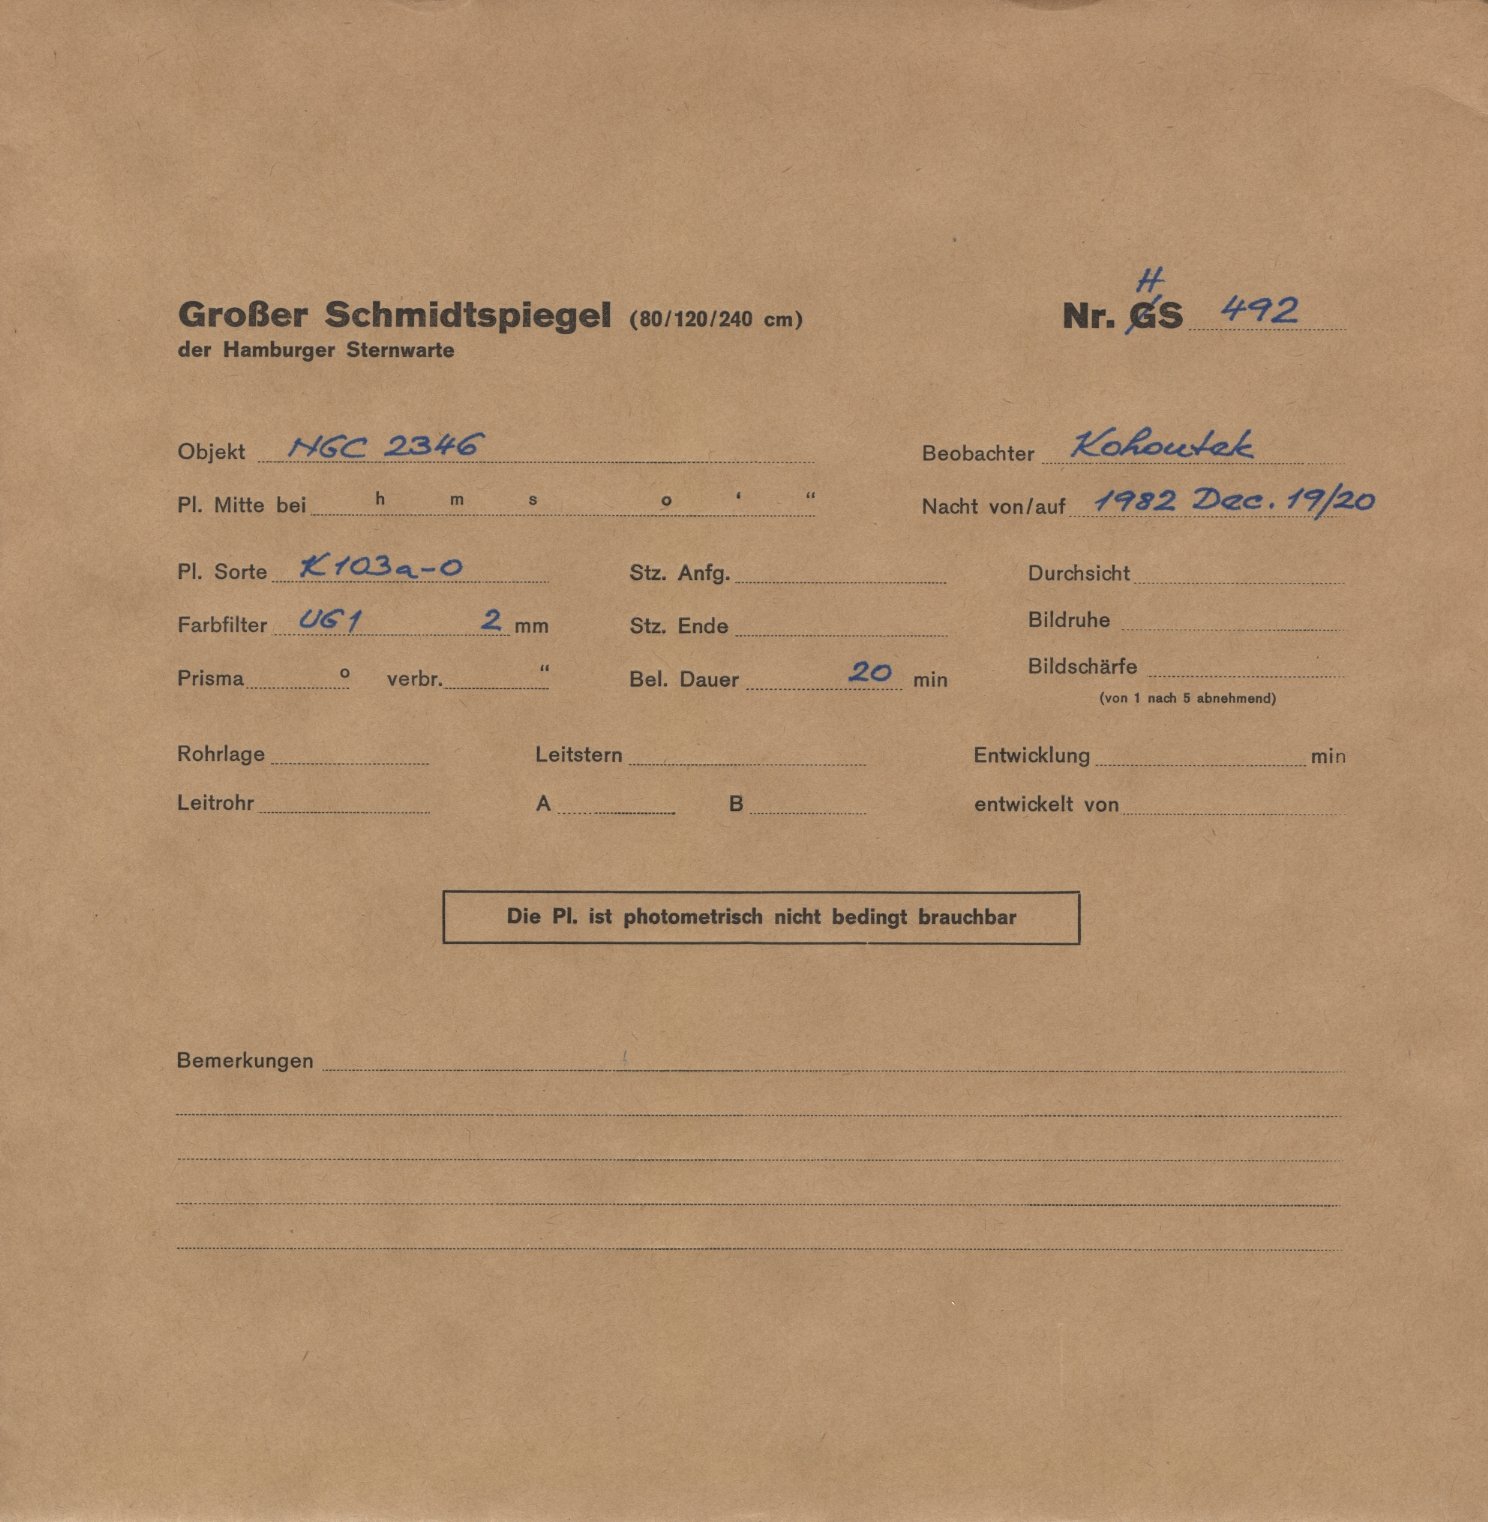 H
Großer Schmidtspiegel (80/120/240 cm) Nr. GS 492
der Hamburger Sternwarte
Objekt NGC 2346 Beobachter Kohoutek
Pl. Mitte bei h m s o ‘ “ Nacht von/auf 1982 Dec. 19/20
Pl. Sorte K103a-O Stz. Anfg. Durchsicht
Farbfilter UG1 2 mm Stz. Ende Bildruhe
Prisma o verbr. “ Bel. Dauer 20 min Bildschärfe
(von 1 nach 5 abnehmend)
Rohrlage Leitstern Entwicklung min
Leitrohr A B entwickelt von
Die Pl. ist photometrisch nicht bedingt brauchbar
Bemerkungen